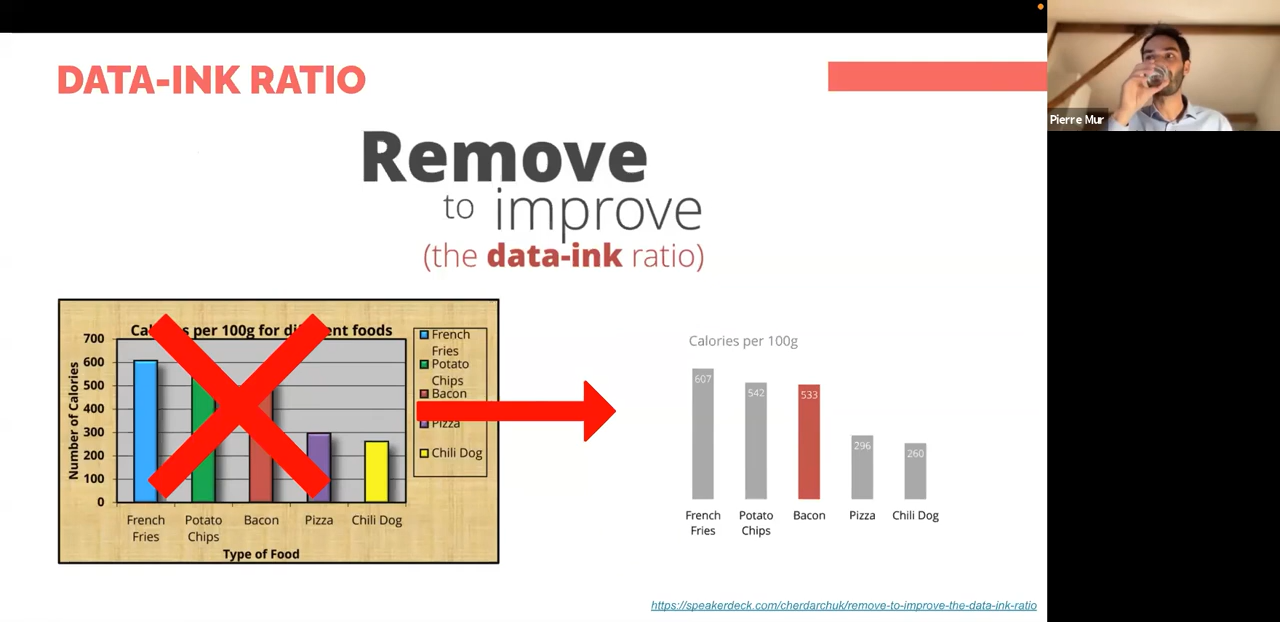 DATA-INK RATIO
Remove
to improve
(the data-ink ratio)
Pierre Mur
per 100g for
foods
700
600
500
400
300
200
100
0
Number of Calories
French
Fries
Potato
Chips
Bacon
Pizza
Chili Dog
French
Fries
Potato
Chips
Bacon
Pizza
Chili Dog
Type of Food
Calories per 100g
607
542
533
296
260
French
Fries
Potato
Chips
Bacon
Pizza
Chili Dog
https://speakerdeck.com/cherdarchuk/remove-to-improve-the-data-ink-ratio